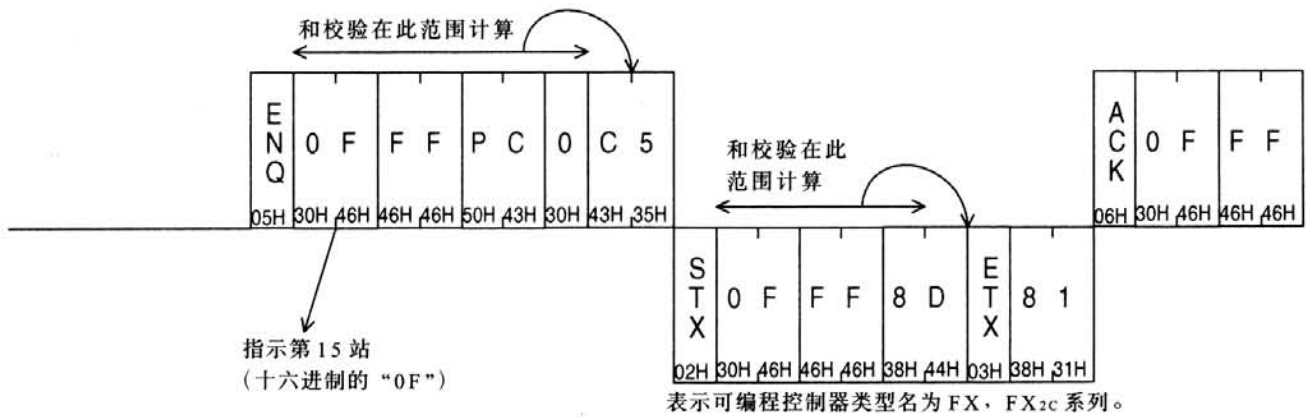 和校验在此范围计算
ENQ 0 F F F P C 0 C 5
05H 30H 46H 46H 46H 50H 43H 30H 43H 35H
ACK 0 F F F
06H 30H 46H 46H 46H
和校验在此
范围计算
STX 0 F F F 8 D ETX 8 1
02H 30H 46H 46H 46H 38H 44H 03H 38H 31H
指示第15站
(十六进制的“0F”)
表示可编程控制器类型名为FX、FX2C系列。